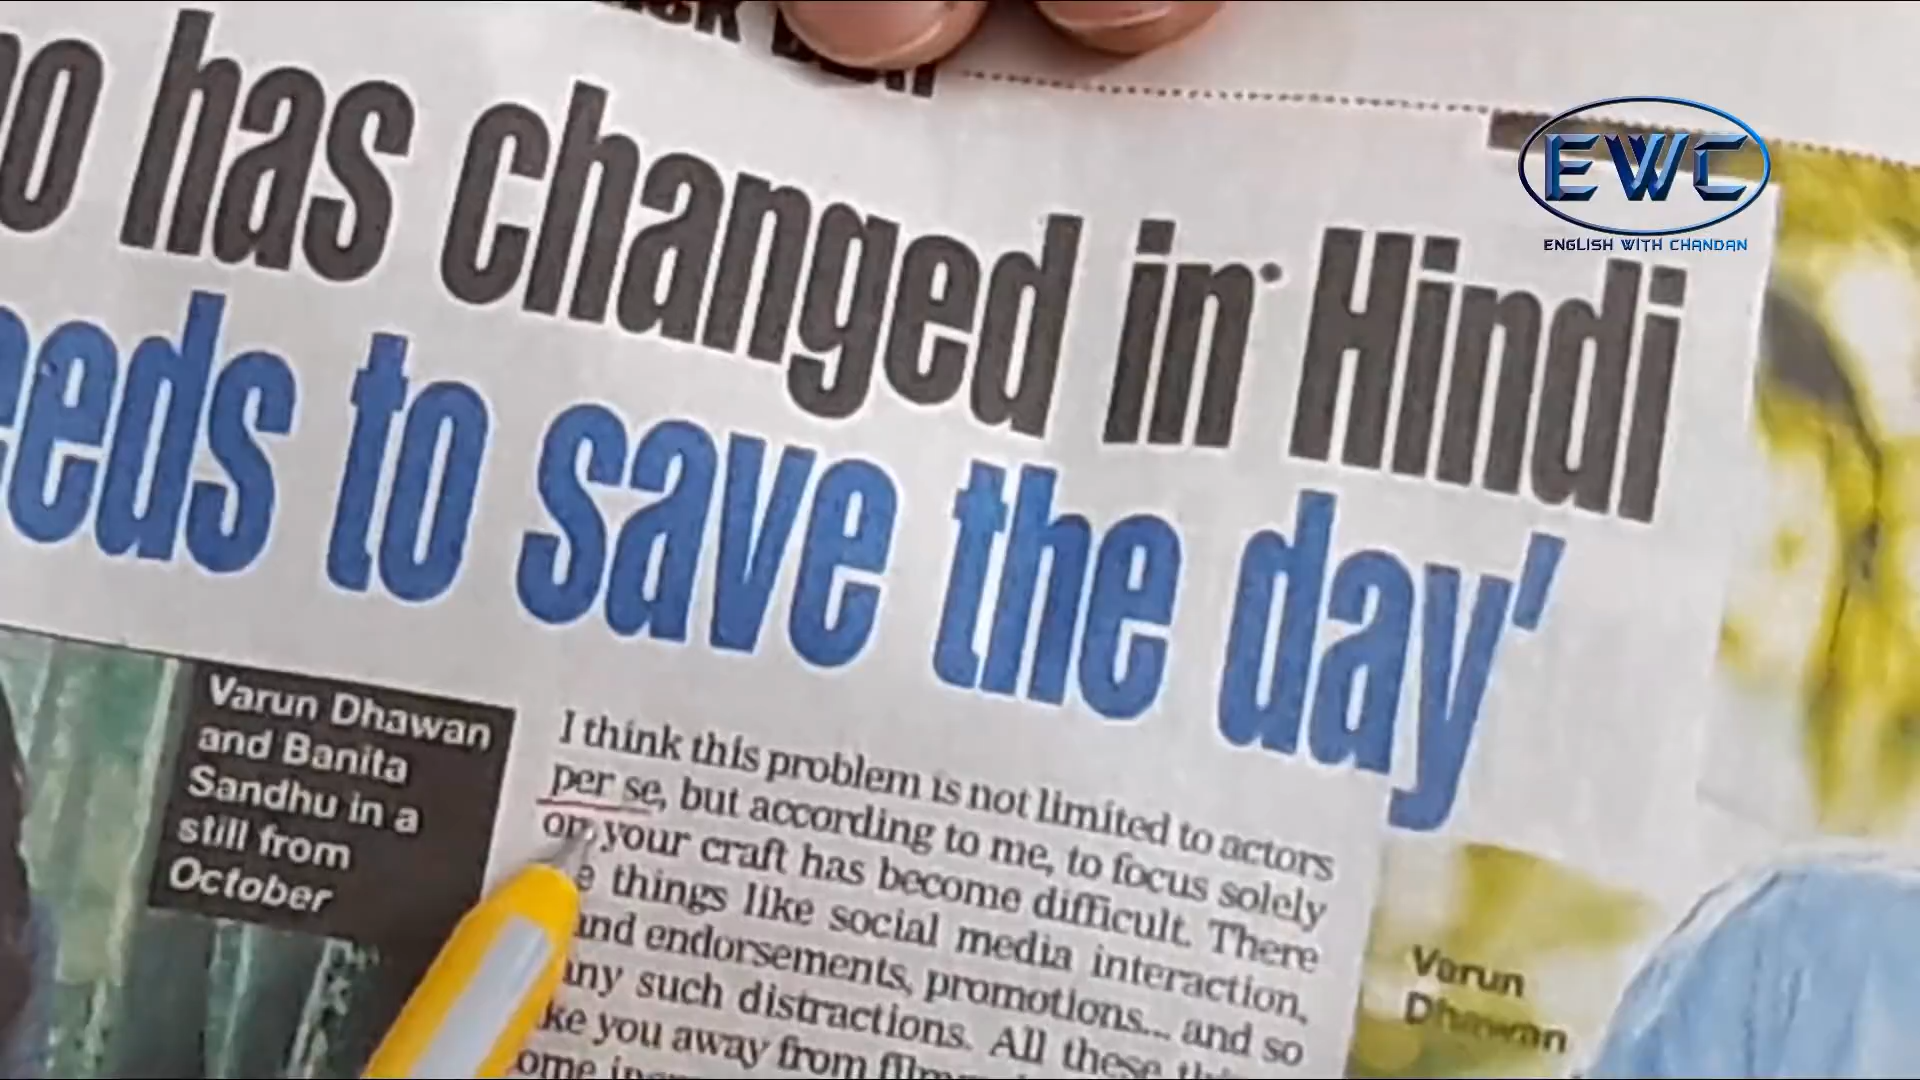 has changed in Hindi
to save the day'
EWC
ENGLISH WITH CHANDAN
Varun Dhawan
and Banita
Sandhu in a
still from
October
I think this problem is not limited to actors
per se, but according to me, to focus solely
on your craft has become difficult. There
things like social media interaction,
and endorsements, promotions... and so
any such distractions. All these
you away from
Varun
Dhawan